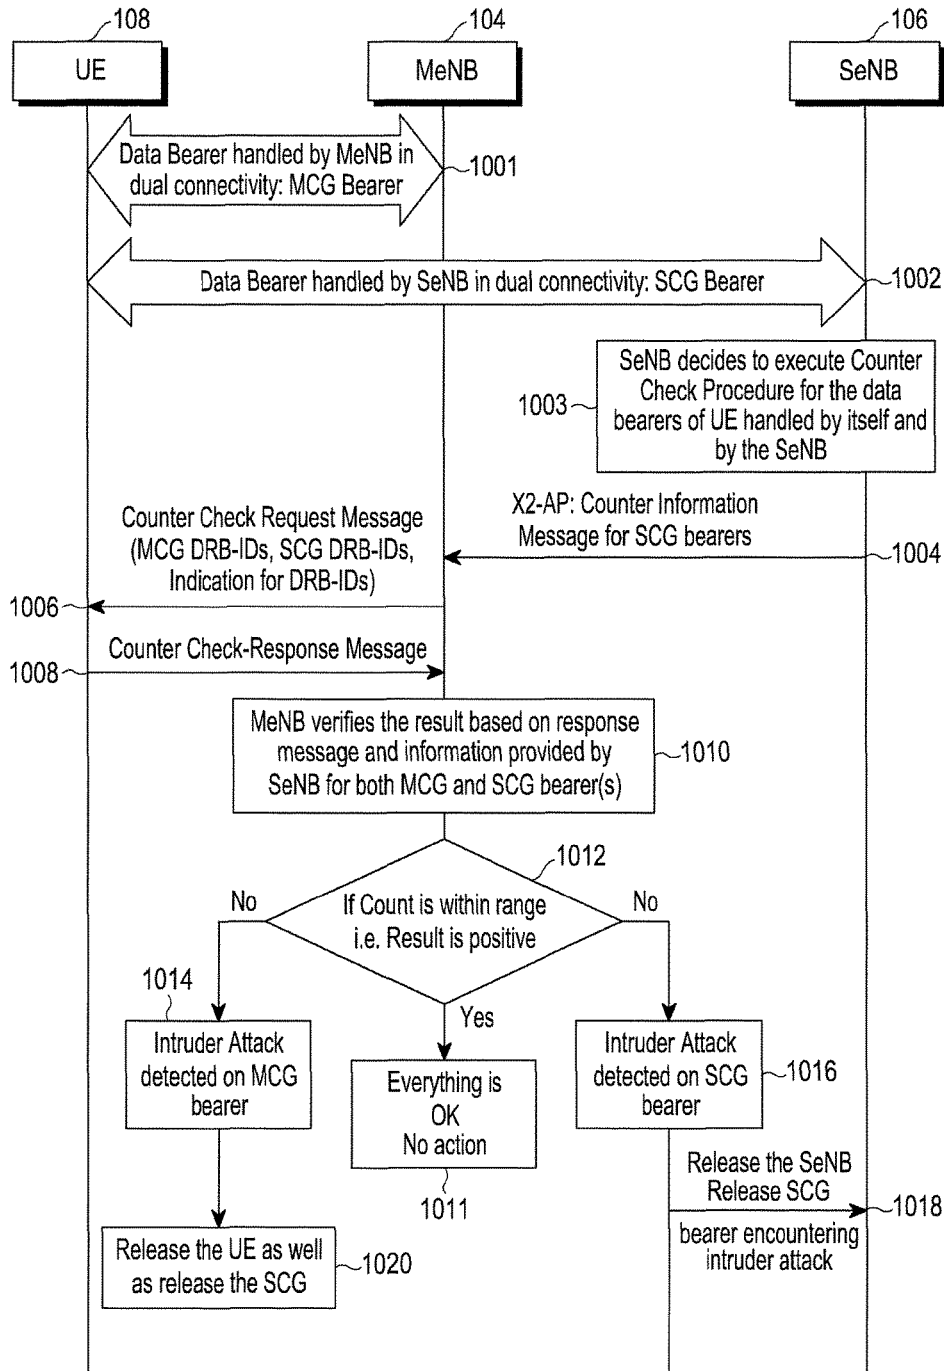 108
104
106
UE
MeNB
SeNB
Data Bearer handled by MeNB in
dual connectivity: MCG Bearer
1001
Data Bearer handled by SeNB in dual connectivity: SCG Bearer
1002
SeNB decides to execute Counter
Check Procedure for the data
bearers of UE handled by itself and
by the SeNB
1003
X2-AP: Counter Information
Message for SCG bearers
1004
Counter Check Request Message
(MCG DRB-IDs, SCG DRB-IDs,
Indication for DRB-IDs)
1006
Counter Check-Response Message
1008
MeNB verifies the result based on response
message and information provided by
SeNB for both MCG and SCG bearer(s)
1010
1012
If Count is within range
i.e. Result is positive
No
No
Yes
1014
Intruder Attack
detected on MCG
bearer
Everything is
OK
No action
1011
Intruder Attack
detected on SCG
bearer
1016
Release the SeNB
Release SCG
1018
bearer encountering
intruder attack
Release the UE as well
as release the SCG
1020